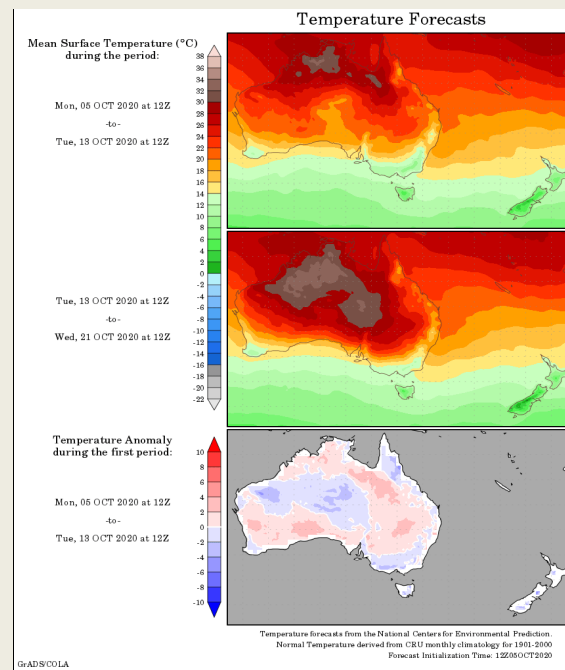 Temperature Forecasts
Mean Surface Temperature (°C)
during the period:
Mon, 05 OCT 2020 at 12Z
-to-
Tue, 13 OCT 2020 at 12Z
38
36
34
32
30
28
26
24
22
20
18
16
14
12
10
8
6
4
2
0
-2
-4
-6
-8
-10
-12
-14
-16
-18
-20
-22
Tue, 13 OCT 2020 at 12Z
-to-
Wed, 21 OCT 2020 at 12Z
Temperature Anomaly
during the first period:
Mon, 05 OCT 2020 at 12Z
-to-
Tue, 13 OCT 2020 at 12Z
10
8
6
4
2
0
-2
-4
-6
-8
-10
Temperature forecasts from the National Centers for Environmental Prediction.
Normal Temperature derived from CRU monthly climatology for 1901-2000
Forecast Initialization Time: 12Z05OCT2020
GrADS/COLA